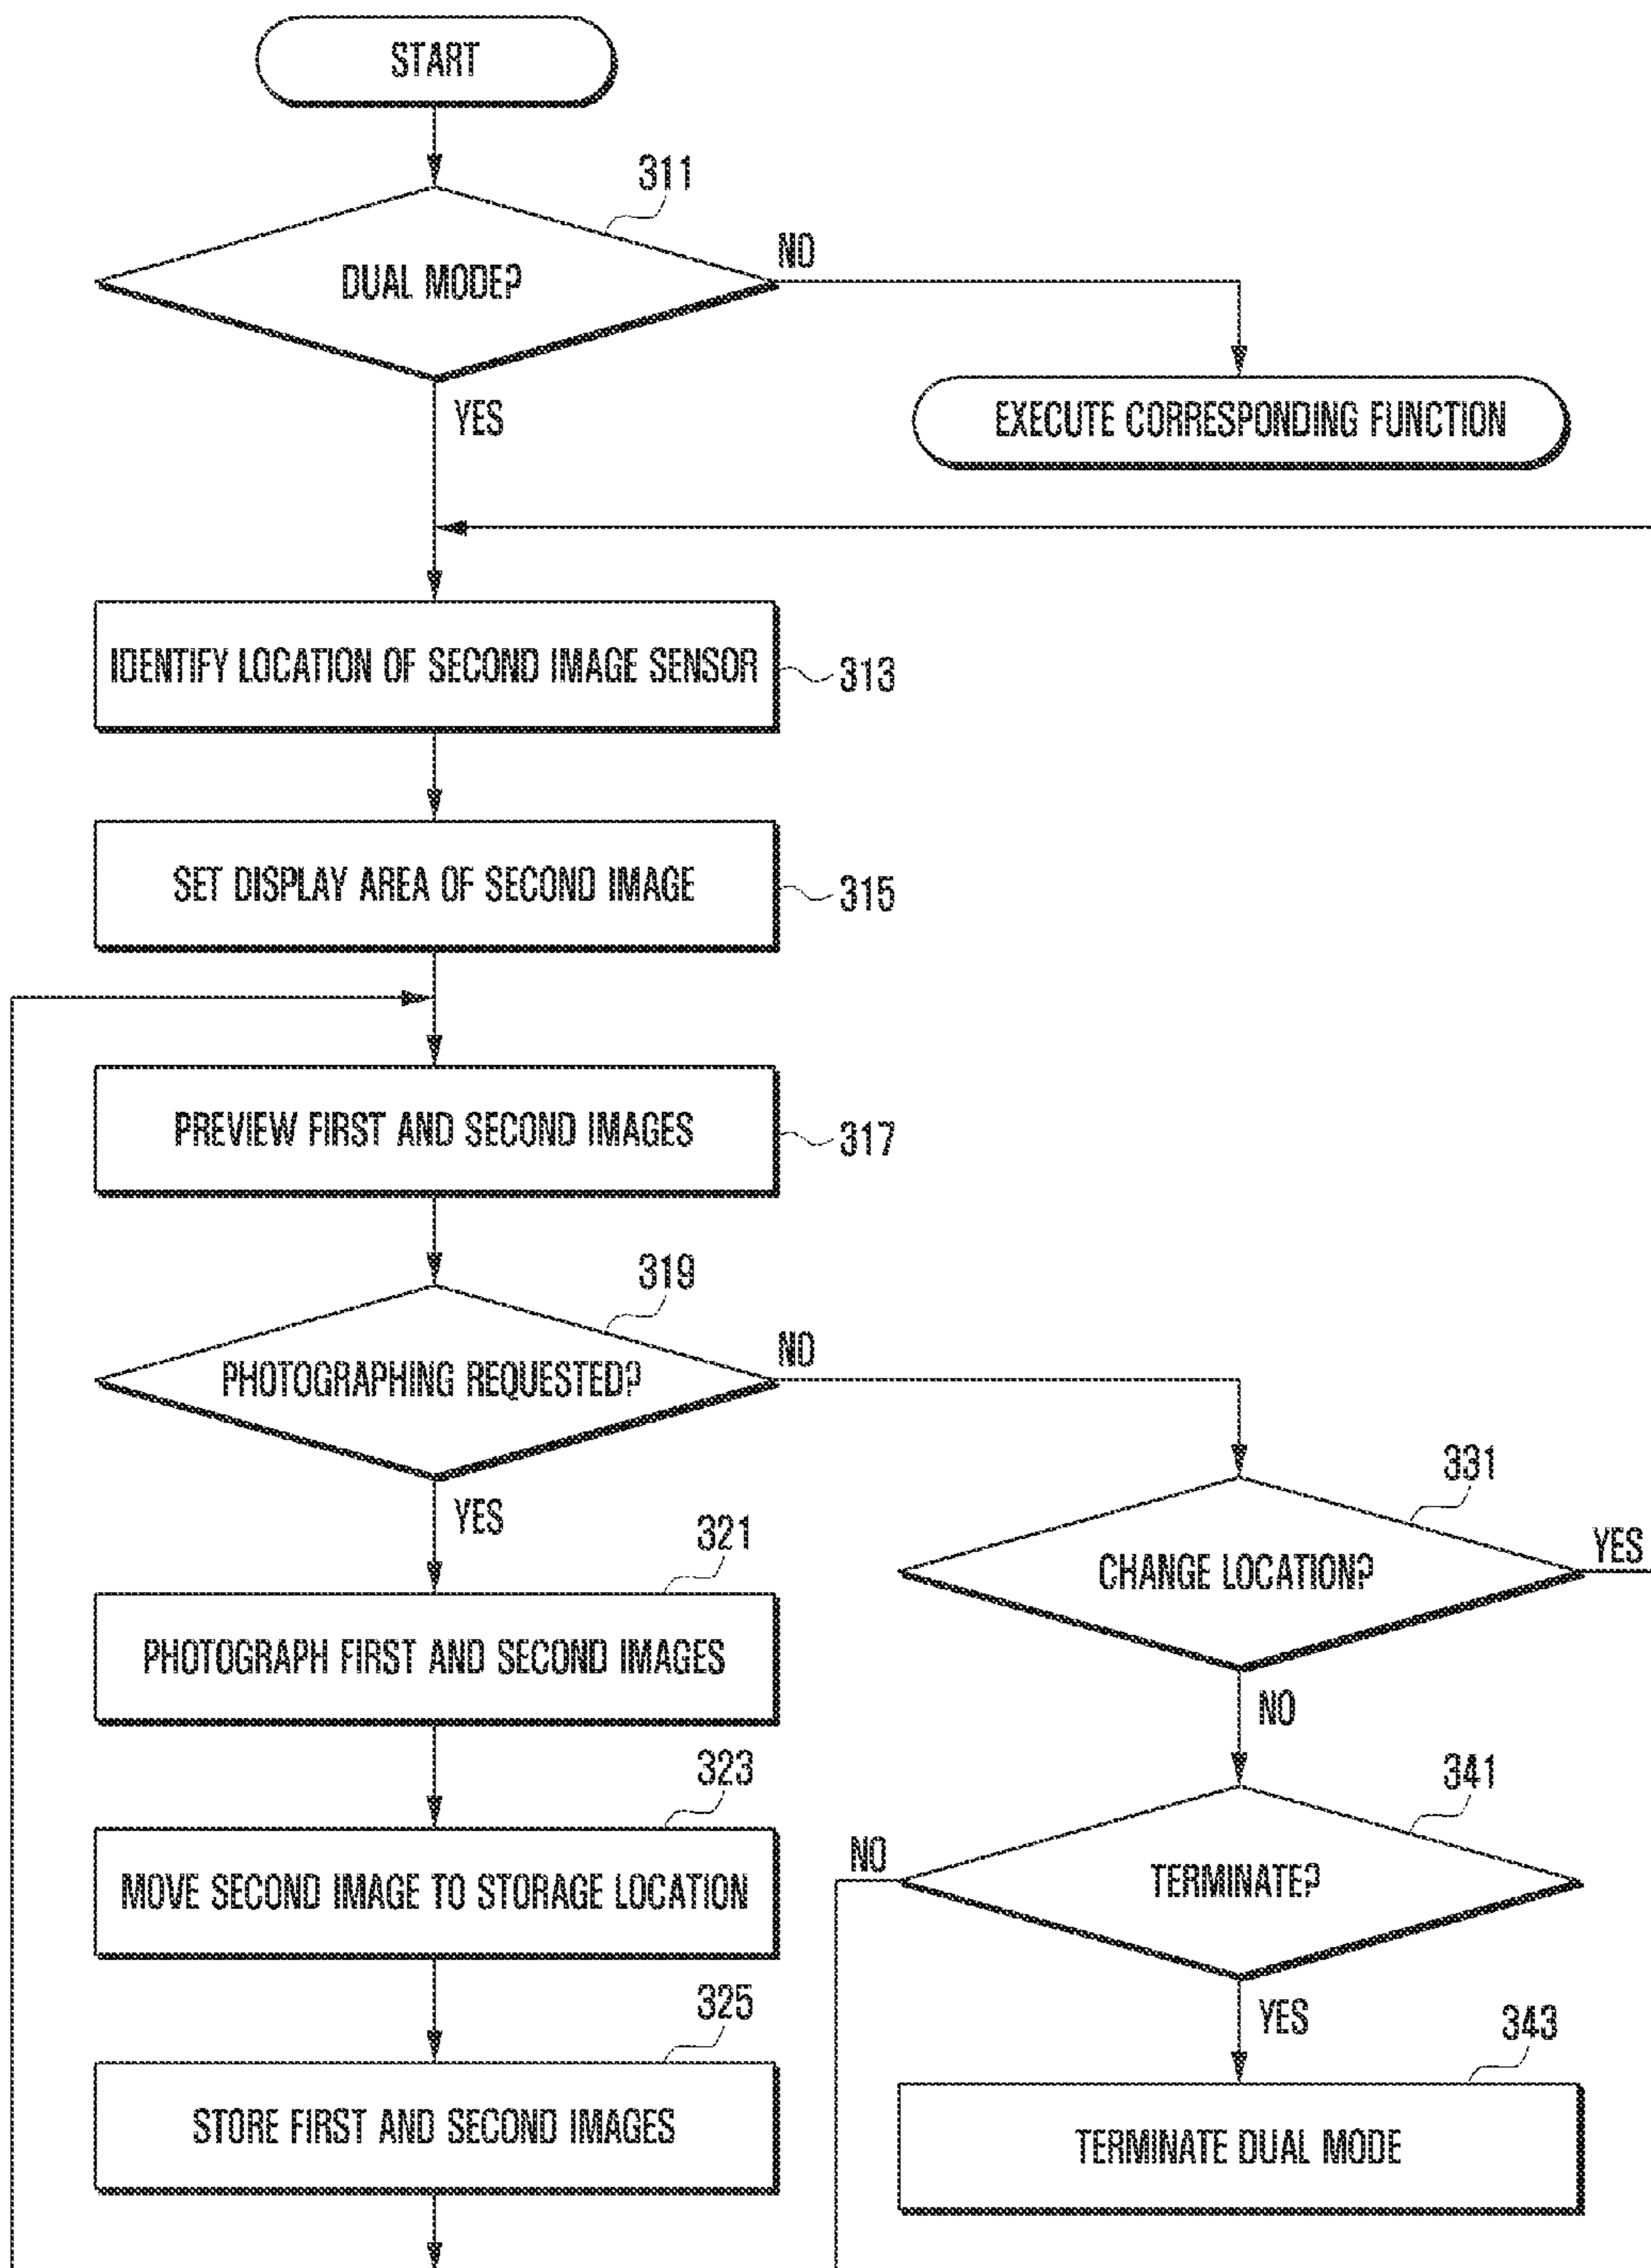 START
311
DUAL MODE?
NO
YES
EXECUTE CORRESPONDING FUNCTION
IDENTIFY LOCATION OF SECOND IMAGE SENSOR
313
SET DISPLAY AREA OF SECOND IMAGE
315
PREVIEW FIRST AND SECOND IMAGES
317
319
PHOTOGRAPHING REQUESTED?
NO
YES
331
CHANGE LOCATION?
YES
NO
321
PHOTOGRAPH FIRST AND SECOND IMAGES
323
MOVE SECOND IMAGE TO STORAGE LOCATION
341
TERMINATE?
NO
YES
325
STORE FIRST AND SECOND IMAGES
343
TERMINATE DUAL MODE